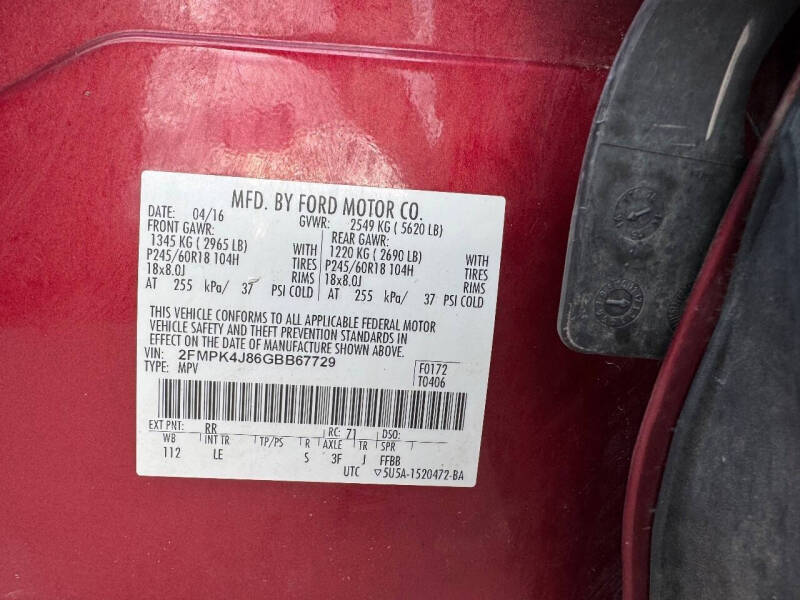 MFD. BY FORD MOTOR CO.
DATE: 04/16 GVWR: 2549 KG ( 5620 LB)
FRONT GAWR: REAR GAWR:
1345 KG ( 2965 LB) WITH 1220 KG ( 2690 LB) WITH
P245/60R18 104H TIRES P245/60R18 104H TIRES
18x8.0J RIMS 18x8.0J RIMS
AT 255 kPa/ 37 PSI COLD AT 255 kPa/ 37 PSI COLD
THIS VEHICLE CONFORMS TO ALL APPLICABLE FEDERAL MOTOR
VEHICLE SAFETY AND THEFT PREVENTION STANDARDS IN
EFFECT ON THE DATE OF MANUFACTURE SHOWN ABOVE.
VIN: 2FMPK4J86GBB67729
TYPE: MPV
F0172
T0406
EXT PNT: RR RC: 71 DSO:
WB INT TR TP/PS R AXLE TR SPR
112 LE S 3F J FFBB
UTC ▽5U5A-1520472-BA